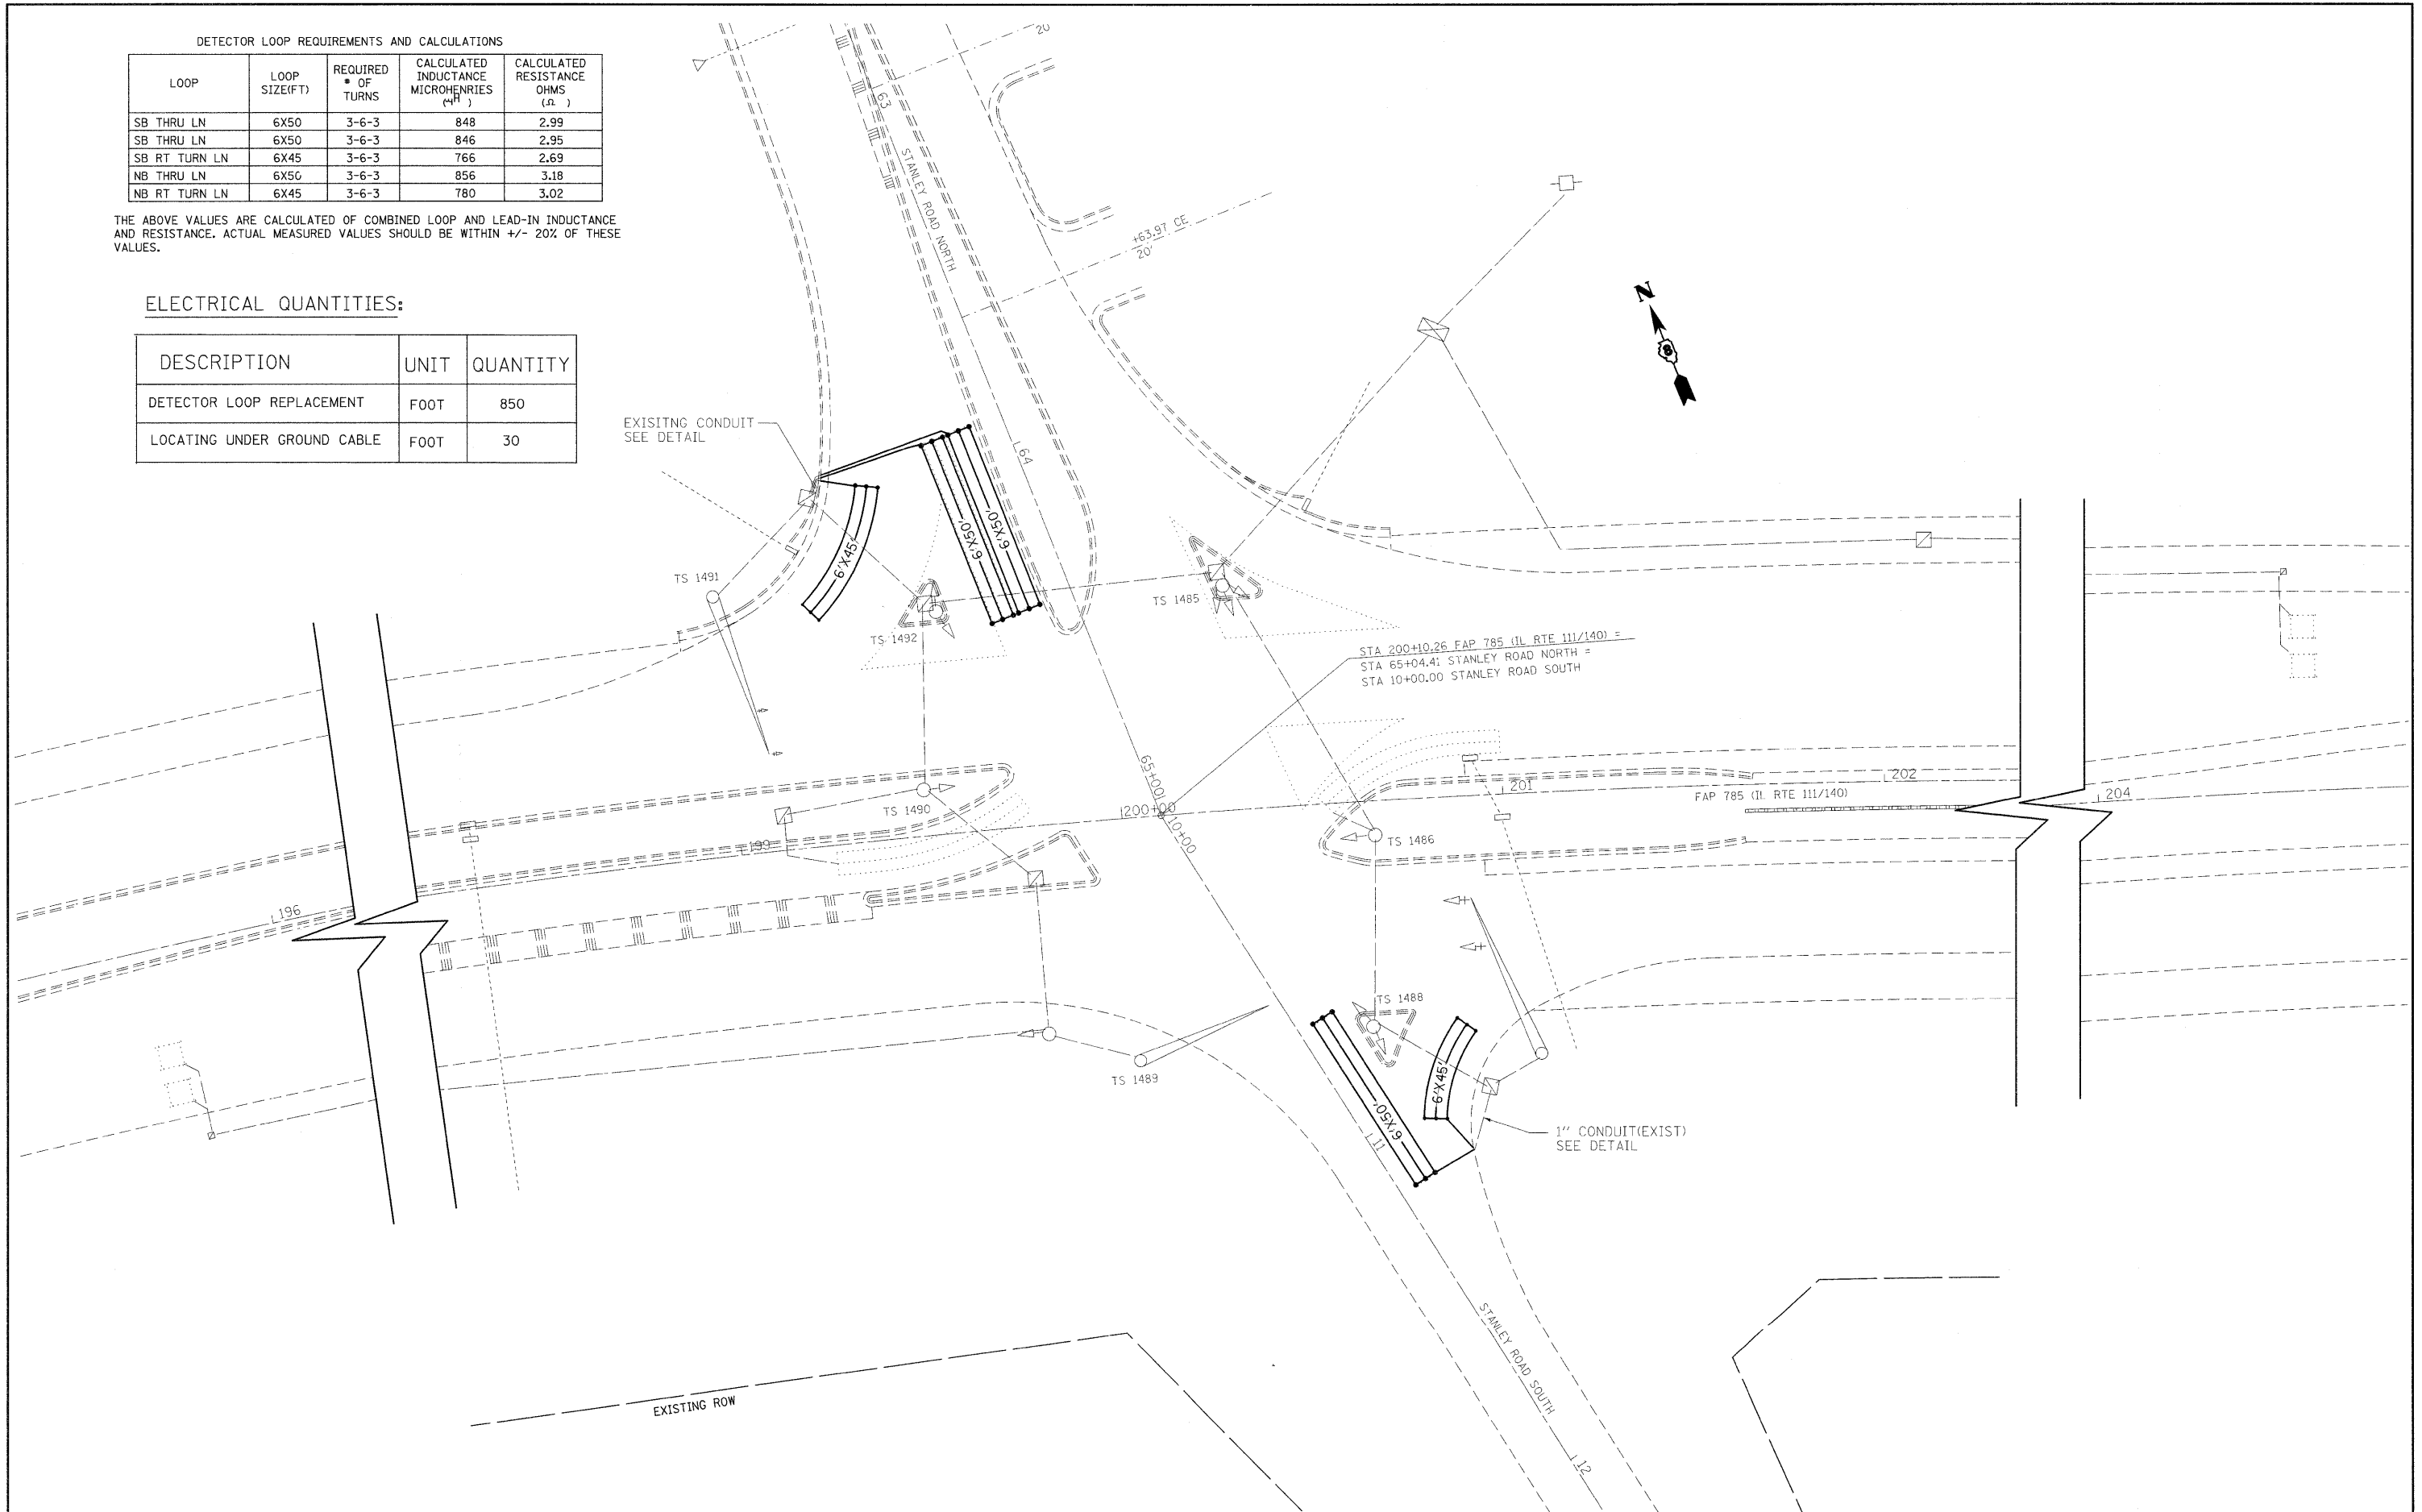 DETECTOR LOOP REQUIREMENTS AND CALCULATIONS
LOOP LOOP SIZE(FT) REQUIRED # OF TURNS CALCULATED INDUCTANCE MICROHENRIES CALCULATED RESISTANCE OHMS (Ω )
SB THRU LN 6X50 3-6-3 848 2.99
SB THRU LN 6X50 3-6-3 846 2.95
SB RT TURN LN 6X45 3-6-3 766 2.69
NB THRU LN 6X50 3-6-3 856 3.18
NB RT TURN LN 6X45 3-6-3 780 3.02
THE ABOVE VALUES ARE CALCULATED OF COMBINED LOOP AND LEAD-IN INDUCTANCE
AND RESISTANCE. ACTUAL MEASURED VALUES SHOULD BE WITHIN +/- 20% OF THESE
VALUES.
ELECTRICAL QUANTITIES:
DESCRIPTION UNIT QUANTITY
DETECTOR LOOP REPLACEMENT FOOT 850
LOCATING UNDER GROUND CABLE FOOT 30
20
63
STANLEY ROAD NORTH
+63.97 CE
20'
N
8
EXISITNG CONDUIT
SEE DETAIL
64
6'X50'
6'X50'
6'X45'
TS 1491
TS 1492
TS 1485
STA 200+10.26 FAP 785 (IL RTE 111/140) =
STA 65+04.41 STANLEY ROAD NORTH =
STA 10+00.00 STANLEY ROAD SOUTH
65+00
200+00
10+00
TS 1490
199
196
201
202
FAP 785 (IL RTE 111/140)
204
TS 1486
TS 1488
TS 1489
6'X50'
6'X45'
11
1" CONDUIT(EXIST)
SEE DETAIL
STANLEY ROAD SOUTH
12
EXISTING ROW